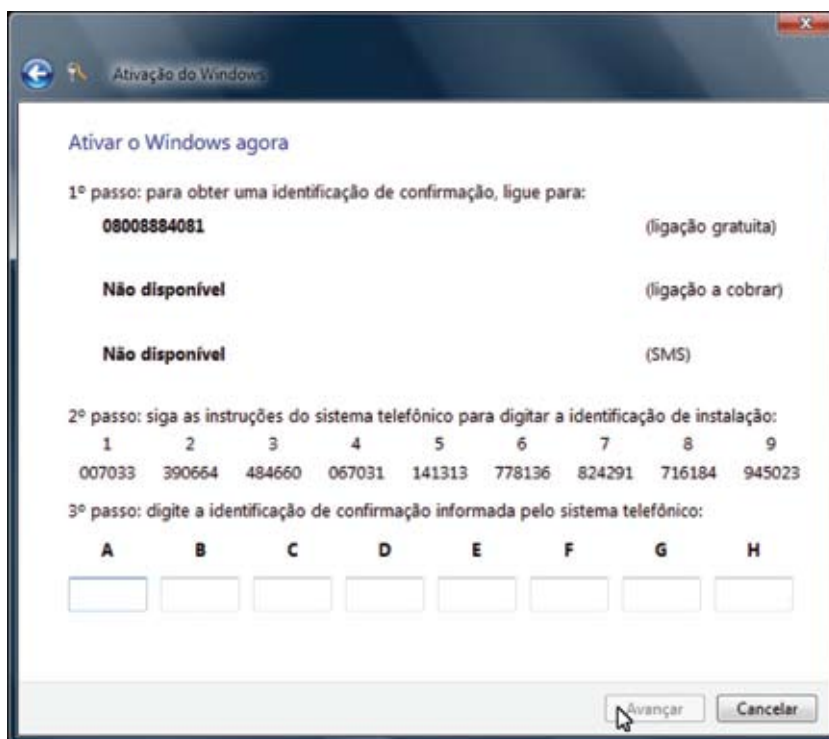 Ativação do Windows
Ativar o Windows agora
1º passo: para obter uma identificação de confirmação, ligue para:
08008884081 (ligação gratuita)
Não disponível (ligação a cobrar)
Não disponível (SMS)
2º passo: siga as instruções do sistema telefônico para digitar a identificação de instalação:
1 2 3 4 5 6 7 8 9
007033 390664 484660 067031 141313 778136 824291 716184 945023
3º passo: digite a identificação de confirmação informada pelo sistema telefônico:
A B C D E F G H
Avançar Cancelar